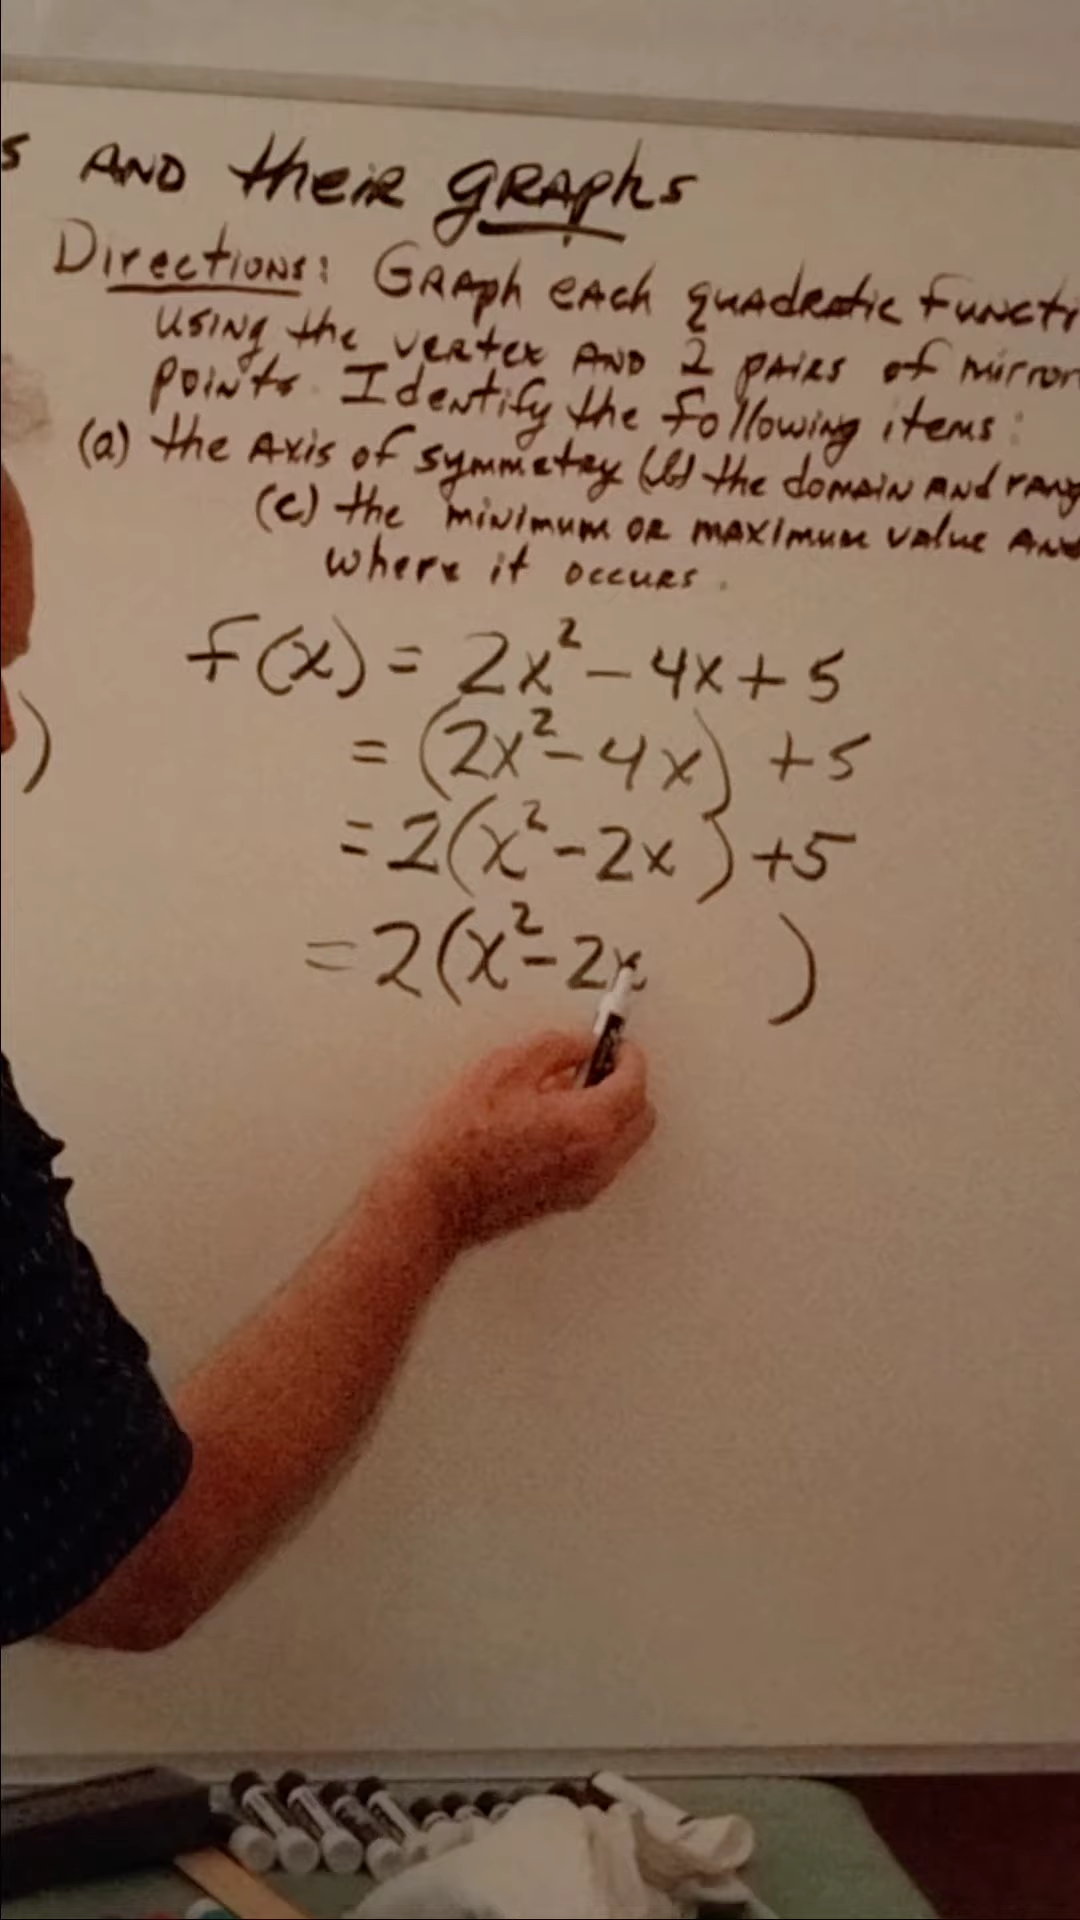 s AND their graphs
Directions: Graph each quadratic functi
using the vertex AND 2 pairs of mirror
points. Identify the following items:
(a) the Axis of symmetry (b) the domain and rang
(c) the minimum or maximum value AND
where it occurs.
f(x) = 2x² - 4x + 5
)
= (2x² - 4x) + 5
= 2(x² - 2x ) + 5
= 2(x² - 2x )